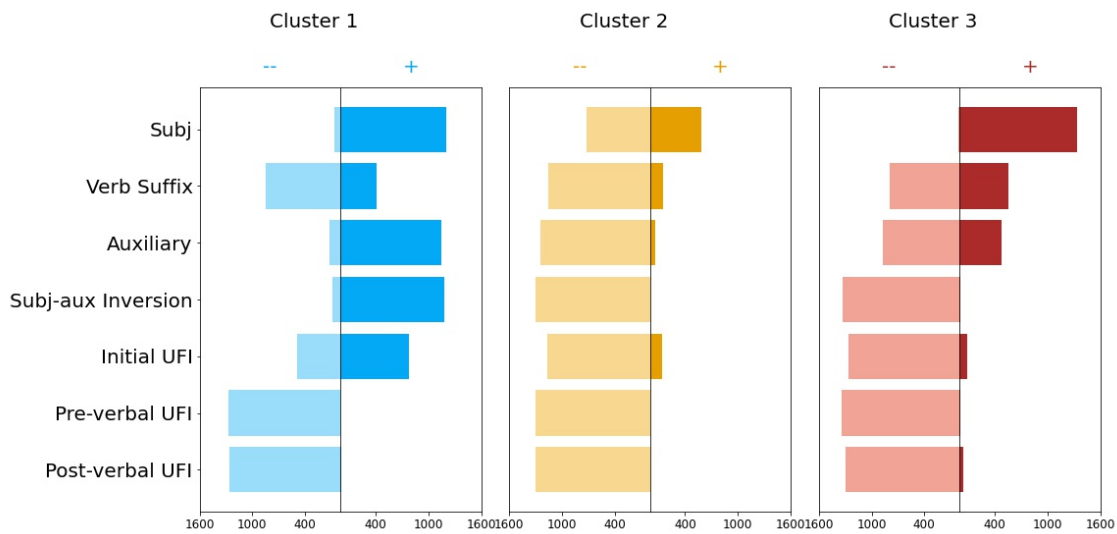 Cluster 1 Cluster 2 Cluster 3
-- + -- + -- +
Subj
Verb Suffix
Auxiliary
Subj-aux Inversion
Initial UFI
Pre-verbal UFI
Post-verbal UFI
1600 1000 400 400 1000 1600 1000 400 400 1000 1600 1000 400 400 1000 1600